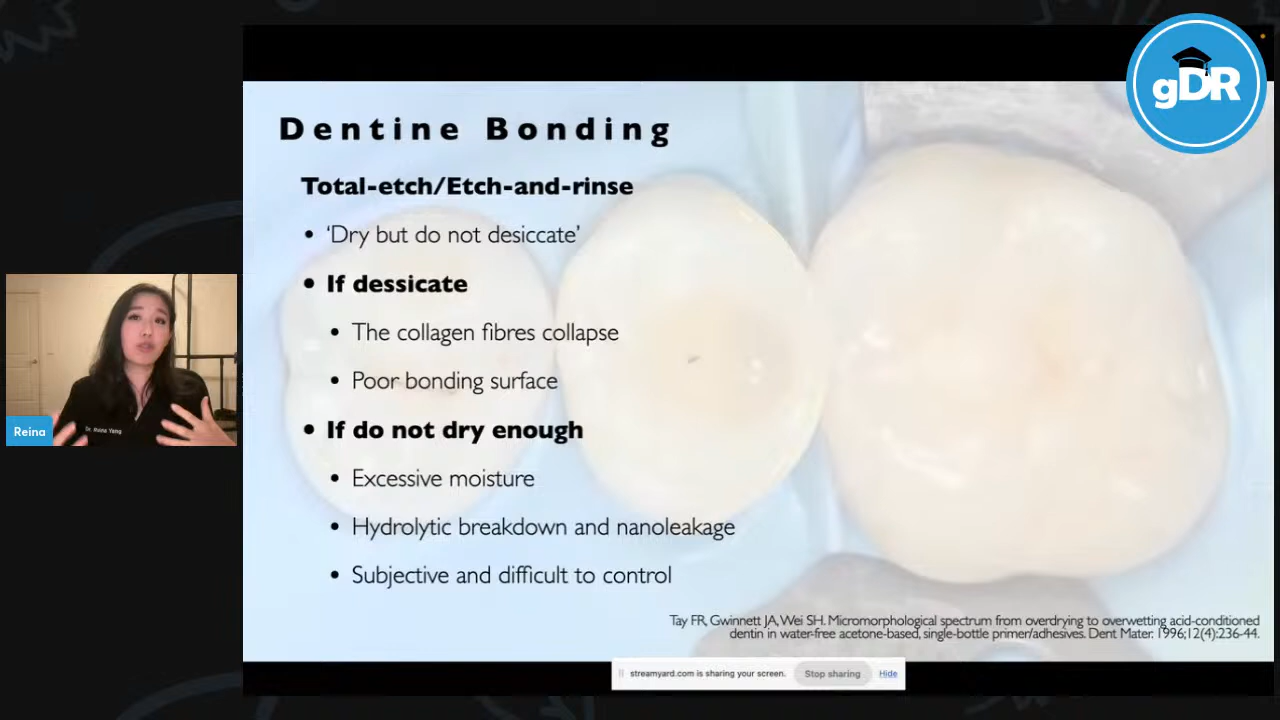 gDR
Dentine Bonding
Total-etch/Etch-and-rinse
• ‘Dry but do not desiccate’
• If dessicate
• The collagen fibres collapse
• Poor bonding surface
• If do not dry enough
• Excessive moisture
• Hydrolytic breakdown and nanoleakage
• Subjective and difficult to control
Tay FR, Gwinnett JA, Wei SH. Micromorphological spectrum from overdrying to overwetting acid-conditioned
dentin in water-free acetone-based, single-bottle primer/adhesives. Dent Mater. 1996;12(4):236-44.
Reina
streamyard.com is sharing your screen.
Stop sharing
Hide